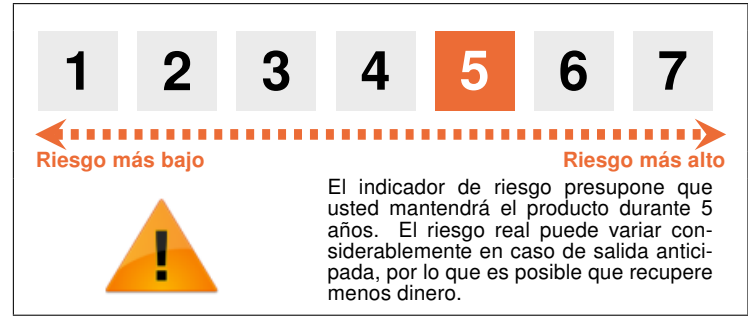 1 2 3 4 5 6 7
Riesgo más bajo Riesgo más alto
El indicador de riesgo presupone que
usted mantendrá el producto durante 5
años. El riesgo real puede variar con-
siderablemente en caso de salida antici-
pada, por lo que es posible que recupere
menos dinero.